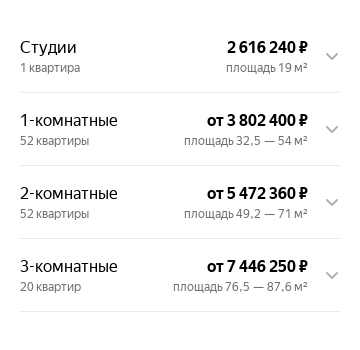 Студии 2 616 240 ₽
1 квартира площадь 19 м²
1-комнатные от 3 802 400 ₽
52 квартиры площадь 32,5 — 54 м²
2-комнатные от 5 472 360 ₽
52 квартиры площадь 49,2 — 71 м²
3-комнатные от 7 446 250 ₽
20 квартир площадь 76,5 — 87,6 м²